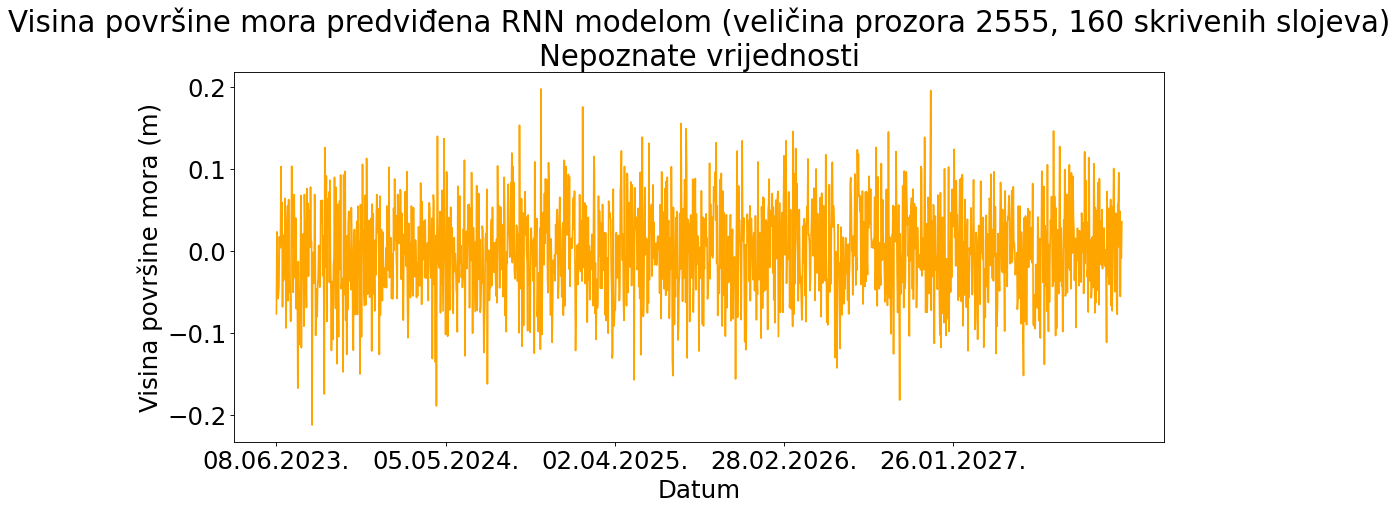 Visina površine mora predviđena RNN modelom (veličina prozora 2555, 160 skrivenih slojeva)
Nepoznate vrijednosti
Visina površine mora (m)
0.2
0.1
0.0
−0.1
−0.2
08.06.2023. 05.05.2024. 02.04.2025. 28.02.2026. 26.01.2027.
Datum